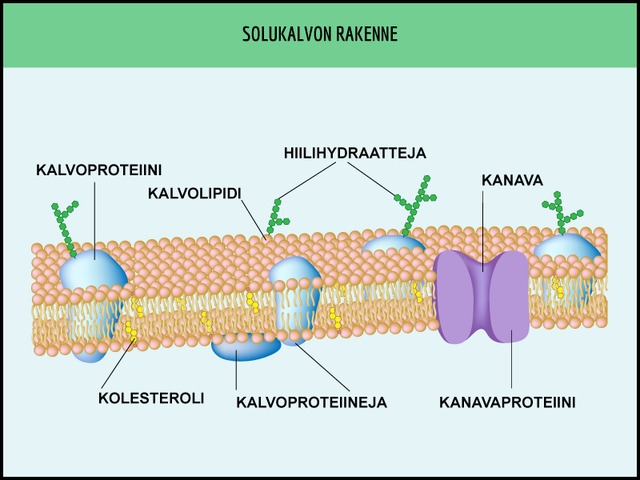 SOLUKALVON RAKENNE
HIILIHYDRAATTEJA
KALVOPROTEIINI
KALVOLIPIDI
KANAVA
KOLESTEROLI
KALVOPROTEIINEJA
KANAVAPROTEIINI